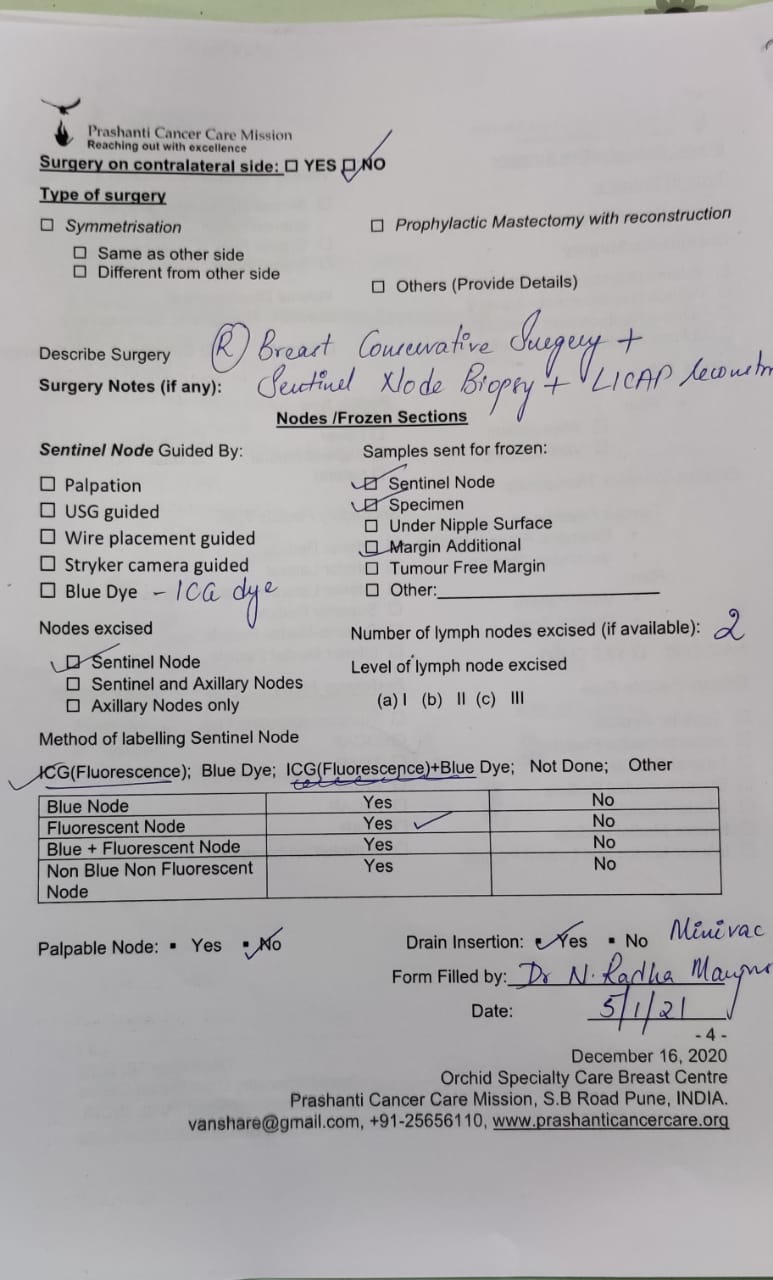 Prashanti Cancer Care Mission
Reaching out with excellence
Surgery on contralateral side: ☐ YES ☑ NO
Type of surgery
☐ Symmetrisation ☐ Prophylactic Mastectomy with reconstruction
☐ Same as other side
☐ Different from other side
☐ Others (Provide Details)
Describe Surgery Ⓡ Breast Conservative Surgery +
Surgery Notes (if any): Sentinel Node Biopsy + LICAP
Nodes /Frozen Sections
Sentinel Node Guided By: Samples sent for frozen:
☐ Palpation ☑ Sentinel Node
☐ USG guided ☑ Specimen
☐ Wire placement guided ☐ Under Nipple Surface
☐ Stryker camera guided ☑ Margin Additional
☐ Blue Dye - ICG dye ☐ Tumour Free Margin
☐ Other:
Nodes excised Number of lymph nodes excised (if available): 2
☑ Sentinel Node Level of lymph node excised
☐ Sentinel and Axillary Nodes
☐ Axillary Nodes only (a) I (b) II (c) III
Method of labelling Sentinel Node
✓ ICG(Fluorescence); Blue Dye; ICG(Fluorescence)+Blue Dye; Not Done; Other
Blue Node Yes No
Fluorescent Node Yes ✓ No
Blue + Fluorescent Node Yes No
Non Blue Non Fluorescent Yes No
Node
Palpable Node: ▪ Yes ▪ ✓ No Drain Insertion: ▪ ✓ Yes ▪ No Minivac
Form Filled by: Dr N. Radha
Date: 5/1/21
- 4 -
December 16, 2020
Orchid Specialty Care Breast Centre
Prashanti Cancer Care Mission, S.B Road Pune, INDIA.
vanshare@gmail.com, +91-25656110, www.prashanticancercare.org